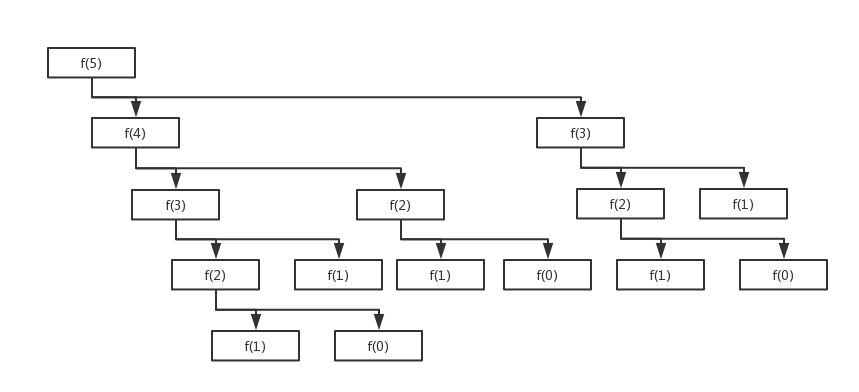 f(5)
f(4) f(3)
f(3) f(2) f(2) f(1)
f(2) f(1) f(1) f(0) f(1) f(0)
f(1) f(0)